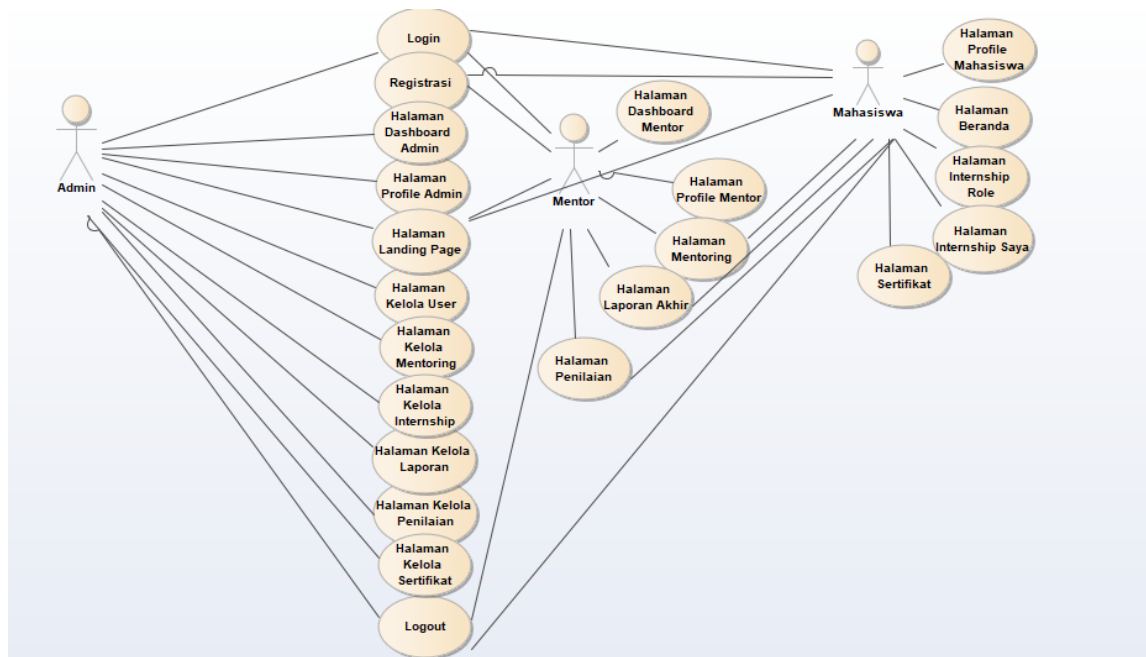 Login
Registrasi
Halaman
Dashboard
Admin
Halaman
Profile Admin
Halaman
Landing Page
Halaman
Kelola User
Halaman
Kelola
Mentoring
Halaman
Kelola
Internship
Halaman Kelola
Laporan
Halaman Kelola
Penilaian
Halaman
Kelola
Sertifikat
Logout
Admin
Mentor
Halaman
Dashboard
Mentor
Halaman
Profile Mentor
Halaman
Mentoring
Halaman
Laporan Akhir
Halaman
Penilaian
Mahasiswa
Halaman
Profile
Mahasiswa
Halaman
Beranda
Halaman
Internship
Role
Halaman
Internship Saya
Halaman
Sertifikat